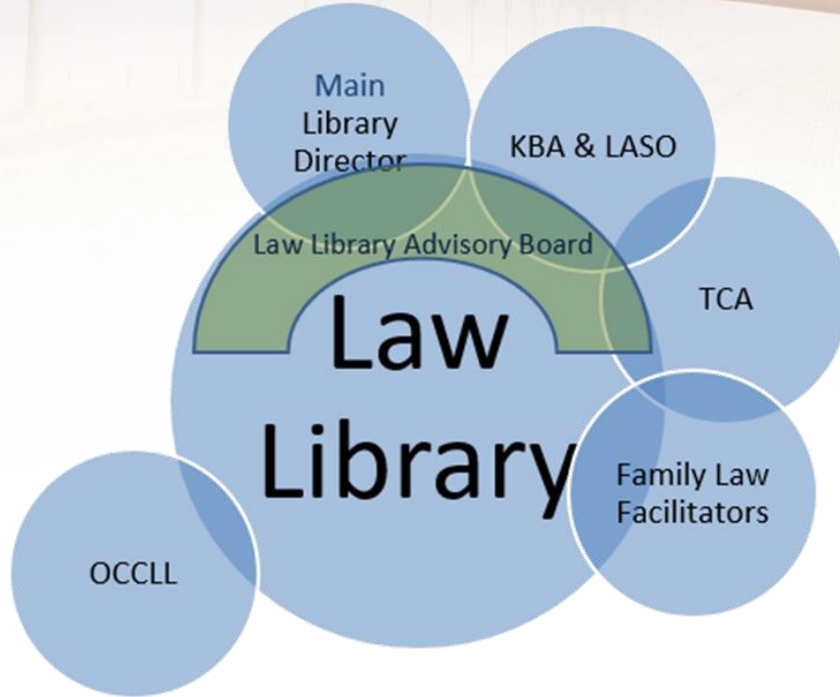 Main
Library
Director
KBA & LASO
Law Library Advisory Board
TCA
Law
Library
Family Law
Facilitators
OCCLL